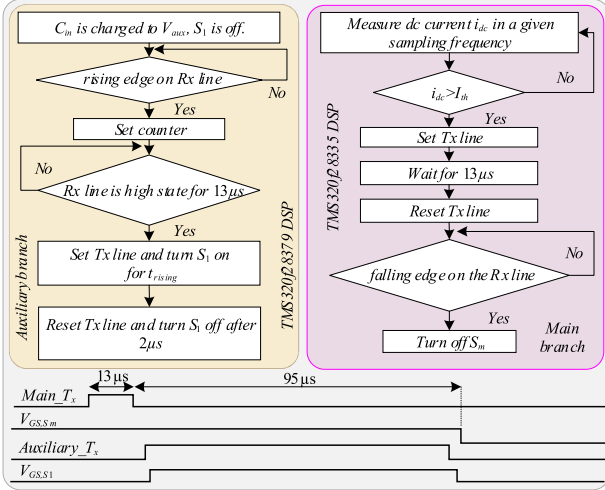 C_in is charged to V_aux, S_1 is off.
rising edge on Rx line
No
Yes
Set counter
No
Rx line is high state for 13μs
Yes
Set Tx line and turn S_1 on
for t_rising
Reset Tx line and turn S_1 off after
2μs
Auxiliary branch
TMS320f28379 DSP
Measure dc current i_dc in a given
sampling frequency
No
i_dc>I_th
Yes
Set Tx line
Wait for 13μs
Reset Tx line
No
falling edge on the Rx line
Yes
Turn off S_m
Main
branch
TMS320f28335 DSP
13μs
95μs
Main_T_x
V_GS,Sm
Auxiliary_T_x
V_GS,S1